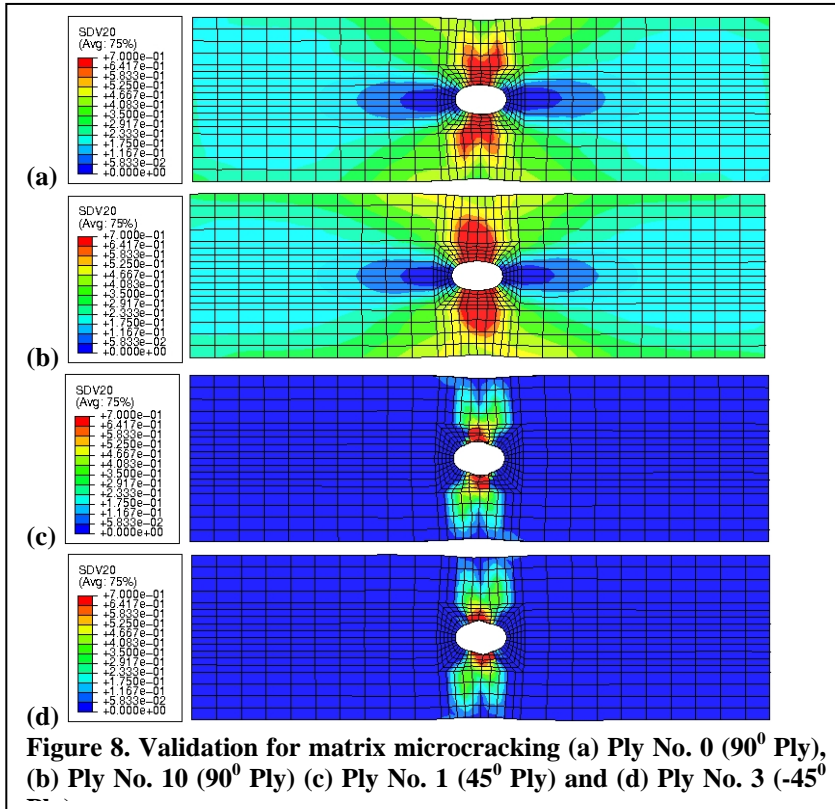 SDV20
(Avg: 75%)
+7.000e-01
+6.417e-01
+5.833e-01
+5.250e-01
+4.667e-01
+4.083e-01
+3.500e-01
+2.917e-01
+2.333e-01
+1.750e-01
+1.167e-01
+5.833e-02
+0.000e+00
(a)
SDV20
(Avg: 75%)
+7.000e-01
+6.417e-01
+5.833e-01
+5.250e-01
+4.667e-01
+4.083e-01
+3.500e-01
+2.917e-01
+2.333e-01
+1.750e-01
+1.167e-01
+5.833e-02
+0.000e+00
(b)
SDV20
(Avg: 75%)
+7.000e-01
+6.417e-01
+5.833e-01
+5.250e-01
+4.667e-01
+4.083e-01
+3.500e-01
+2.917e-01
+2.333e-01
+1.750e-01
+1.167e-01
+5.833e-02
+0.000e+00
(c)
SDV20
(Avg: 75%)
+7.000e-01
+6.417e-01
+5.833e-01
+5.250e-01
+4.667e-01
+4.083e-01
+3.500e-01
+2.917e-01
+2.333e-01
+1.750e-01
+1.167e-01
+5.833e-02
+0.000e+00
(d)
Figure 8. Validation for matrix microcracking (a) Ply No. 0 (90⁰ Ply),
(b) Ply No. 10 (90⁰ Ply) (c) Ply No. 1 (45⁰ Ply) and (d) Ply No. 3 (-45⁰